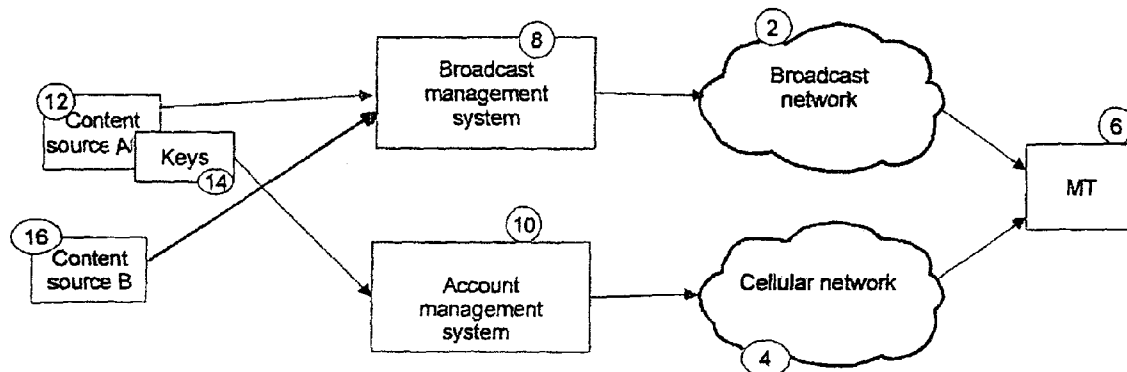 8
Broadcast
management
system
2
Broadcast
network
12
Content
source A
Keys
14
6
MT
16
Content
source B
10
Account
management
system
Cellular network
4